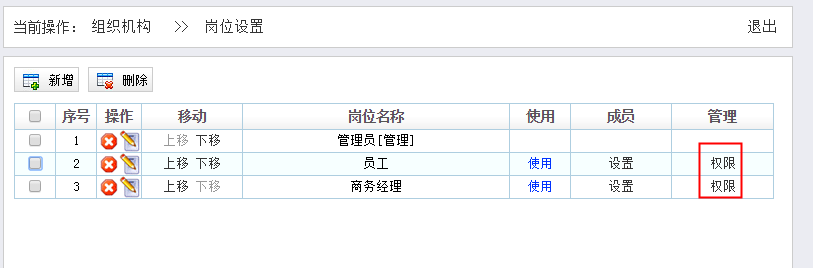 当前操作: 组织机构 >> 岗位设置 退出
新增 删除
序号 操作 移动 岗位名称 使用 成员 管理
1 上移 下移 管理员[管理]
2 上移 下移 员工 使用 设置 权限
3 上移 下移 商务经理 使用 设置 权限